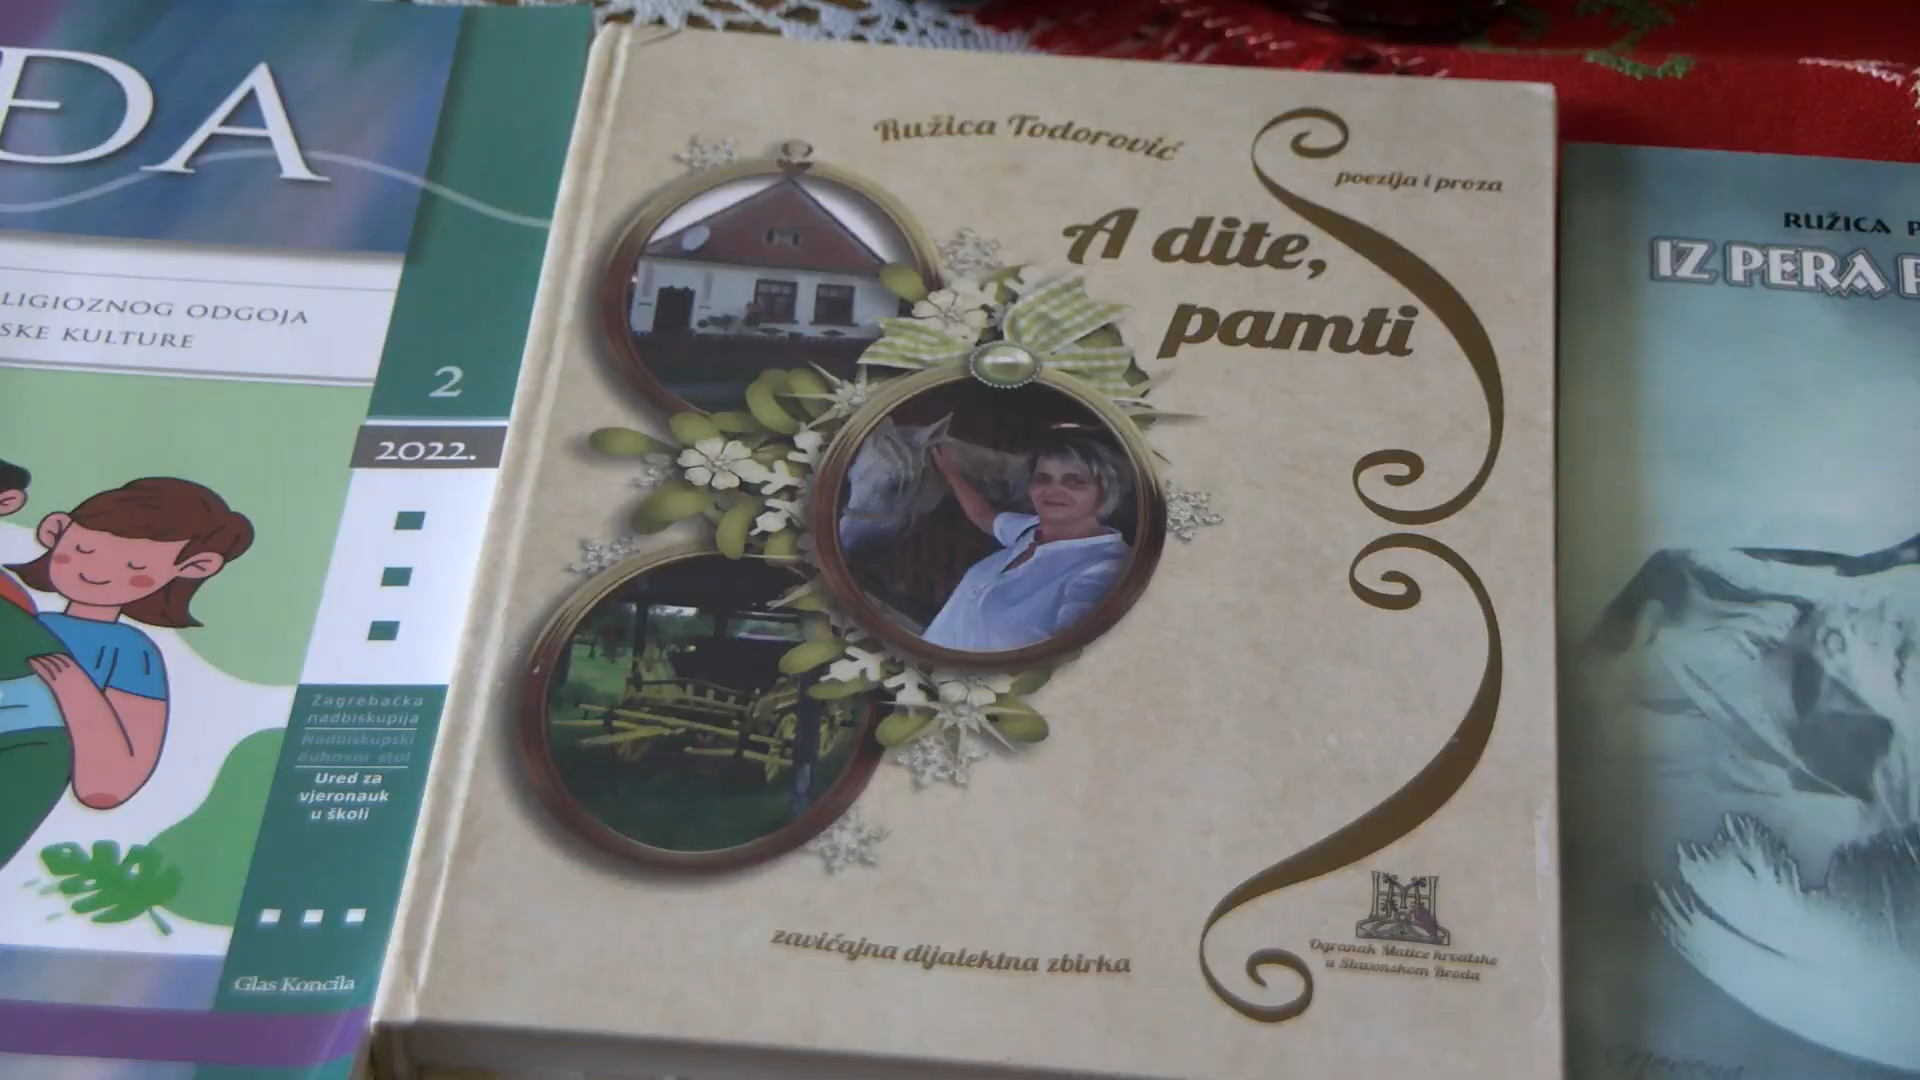 ĐA
LIGIOZNOG ODGOJA
SKE KULTURE
2
2022.
Zagrebačka
nadbiskupija
Nadbiskupski
duhovni stol
Ured za
vjeronauk
u školi
Glas Koncila
Ružica Todorović
poezija i proza
A dite,
pamti
zavičajna dijalektna zbirka
Ogranak Matice hrvatske
u Slavonskom Brodu
RUŽICA P
IZ PERA P